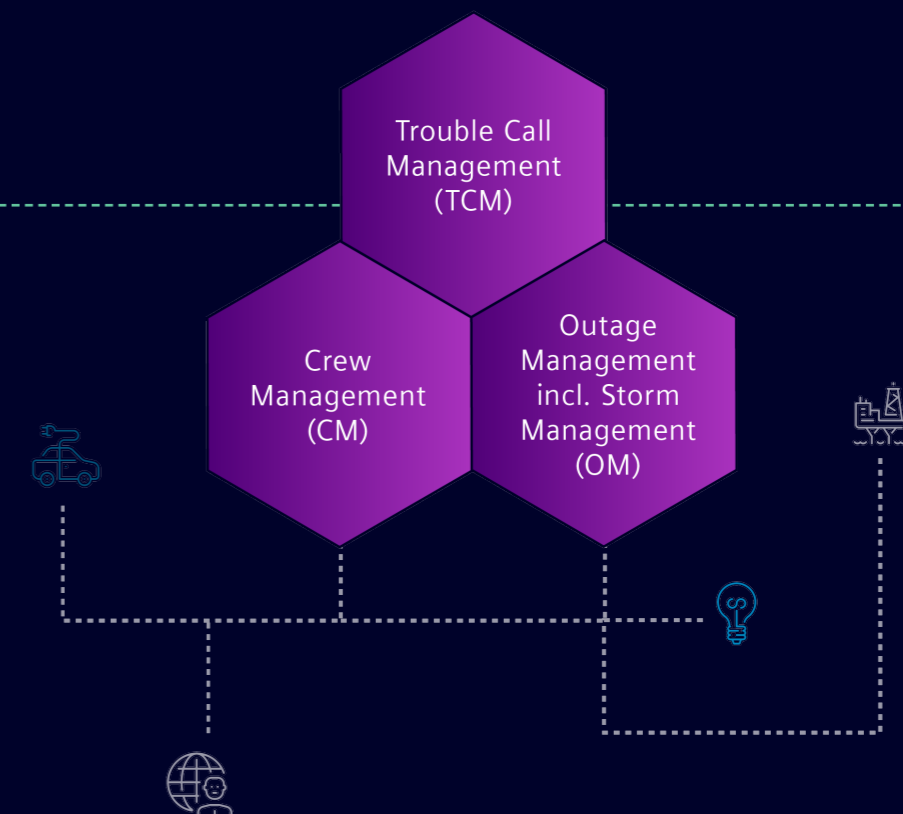 Trouble Call
Management
(TCM)
Crew
Management
(CM)
Outage
Management
incl. Storm
Management
(OM)